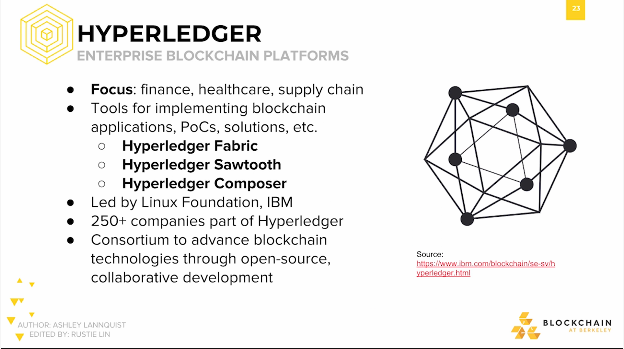 23
HYPERLEDGER
ENTERPRISE BLOCKCHAIN PLATFORMS
● Focus: finance, healthcare, supply chain
● Tools for implementing blockchain
applications, PoCs, solutions, etc.
○ Hyperledger Fabric
○ Hyperledger Sawtooth
○ Hyperledger Composer
● Led by Linux Foundation, IBM
● 250+ companies part of Hyperledger
● Consortium to advance blockchain
technologies through open-source,
collaborative development
Source:
https://www.ibm.com/blockchain/se-sv/h
yperledger.html
AUTHOR: ASHLEY LANNQUIST
EDITED BY: RUSTIE LIN
BLOCKCHAIN
AT BERKELEY